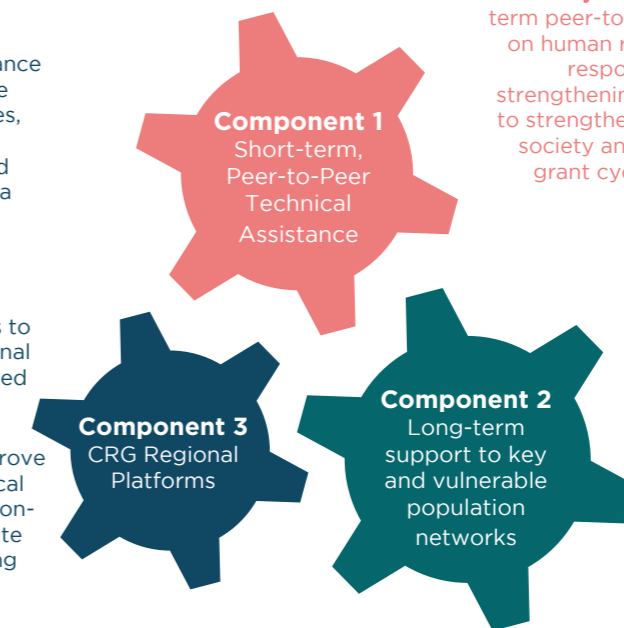 ance
e
es,
d
a
s to
nal
ed
rove
cal
on-
te
ng
Component 1
Short-term,
Peer-to-Peer
Technical
Assistance
term peer-to
on human r
respo
strengthenin
to strengthe
society an
grant cyc
Component 3
CRG Regional
Platforms
Component 2
Long-term
support to key
and vulnerable
population
networks